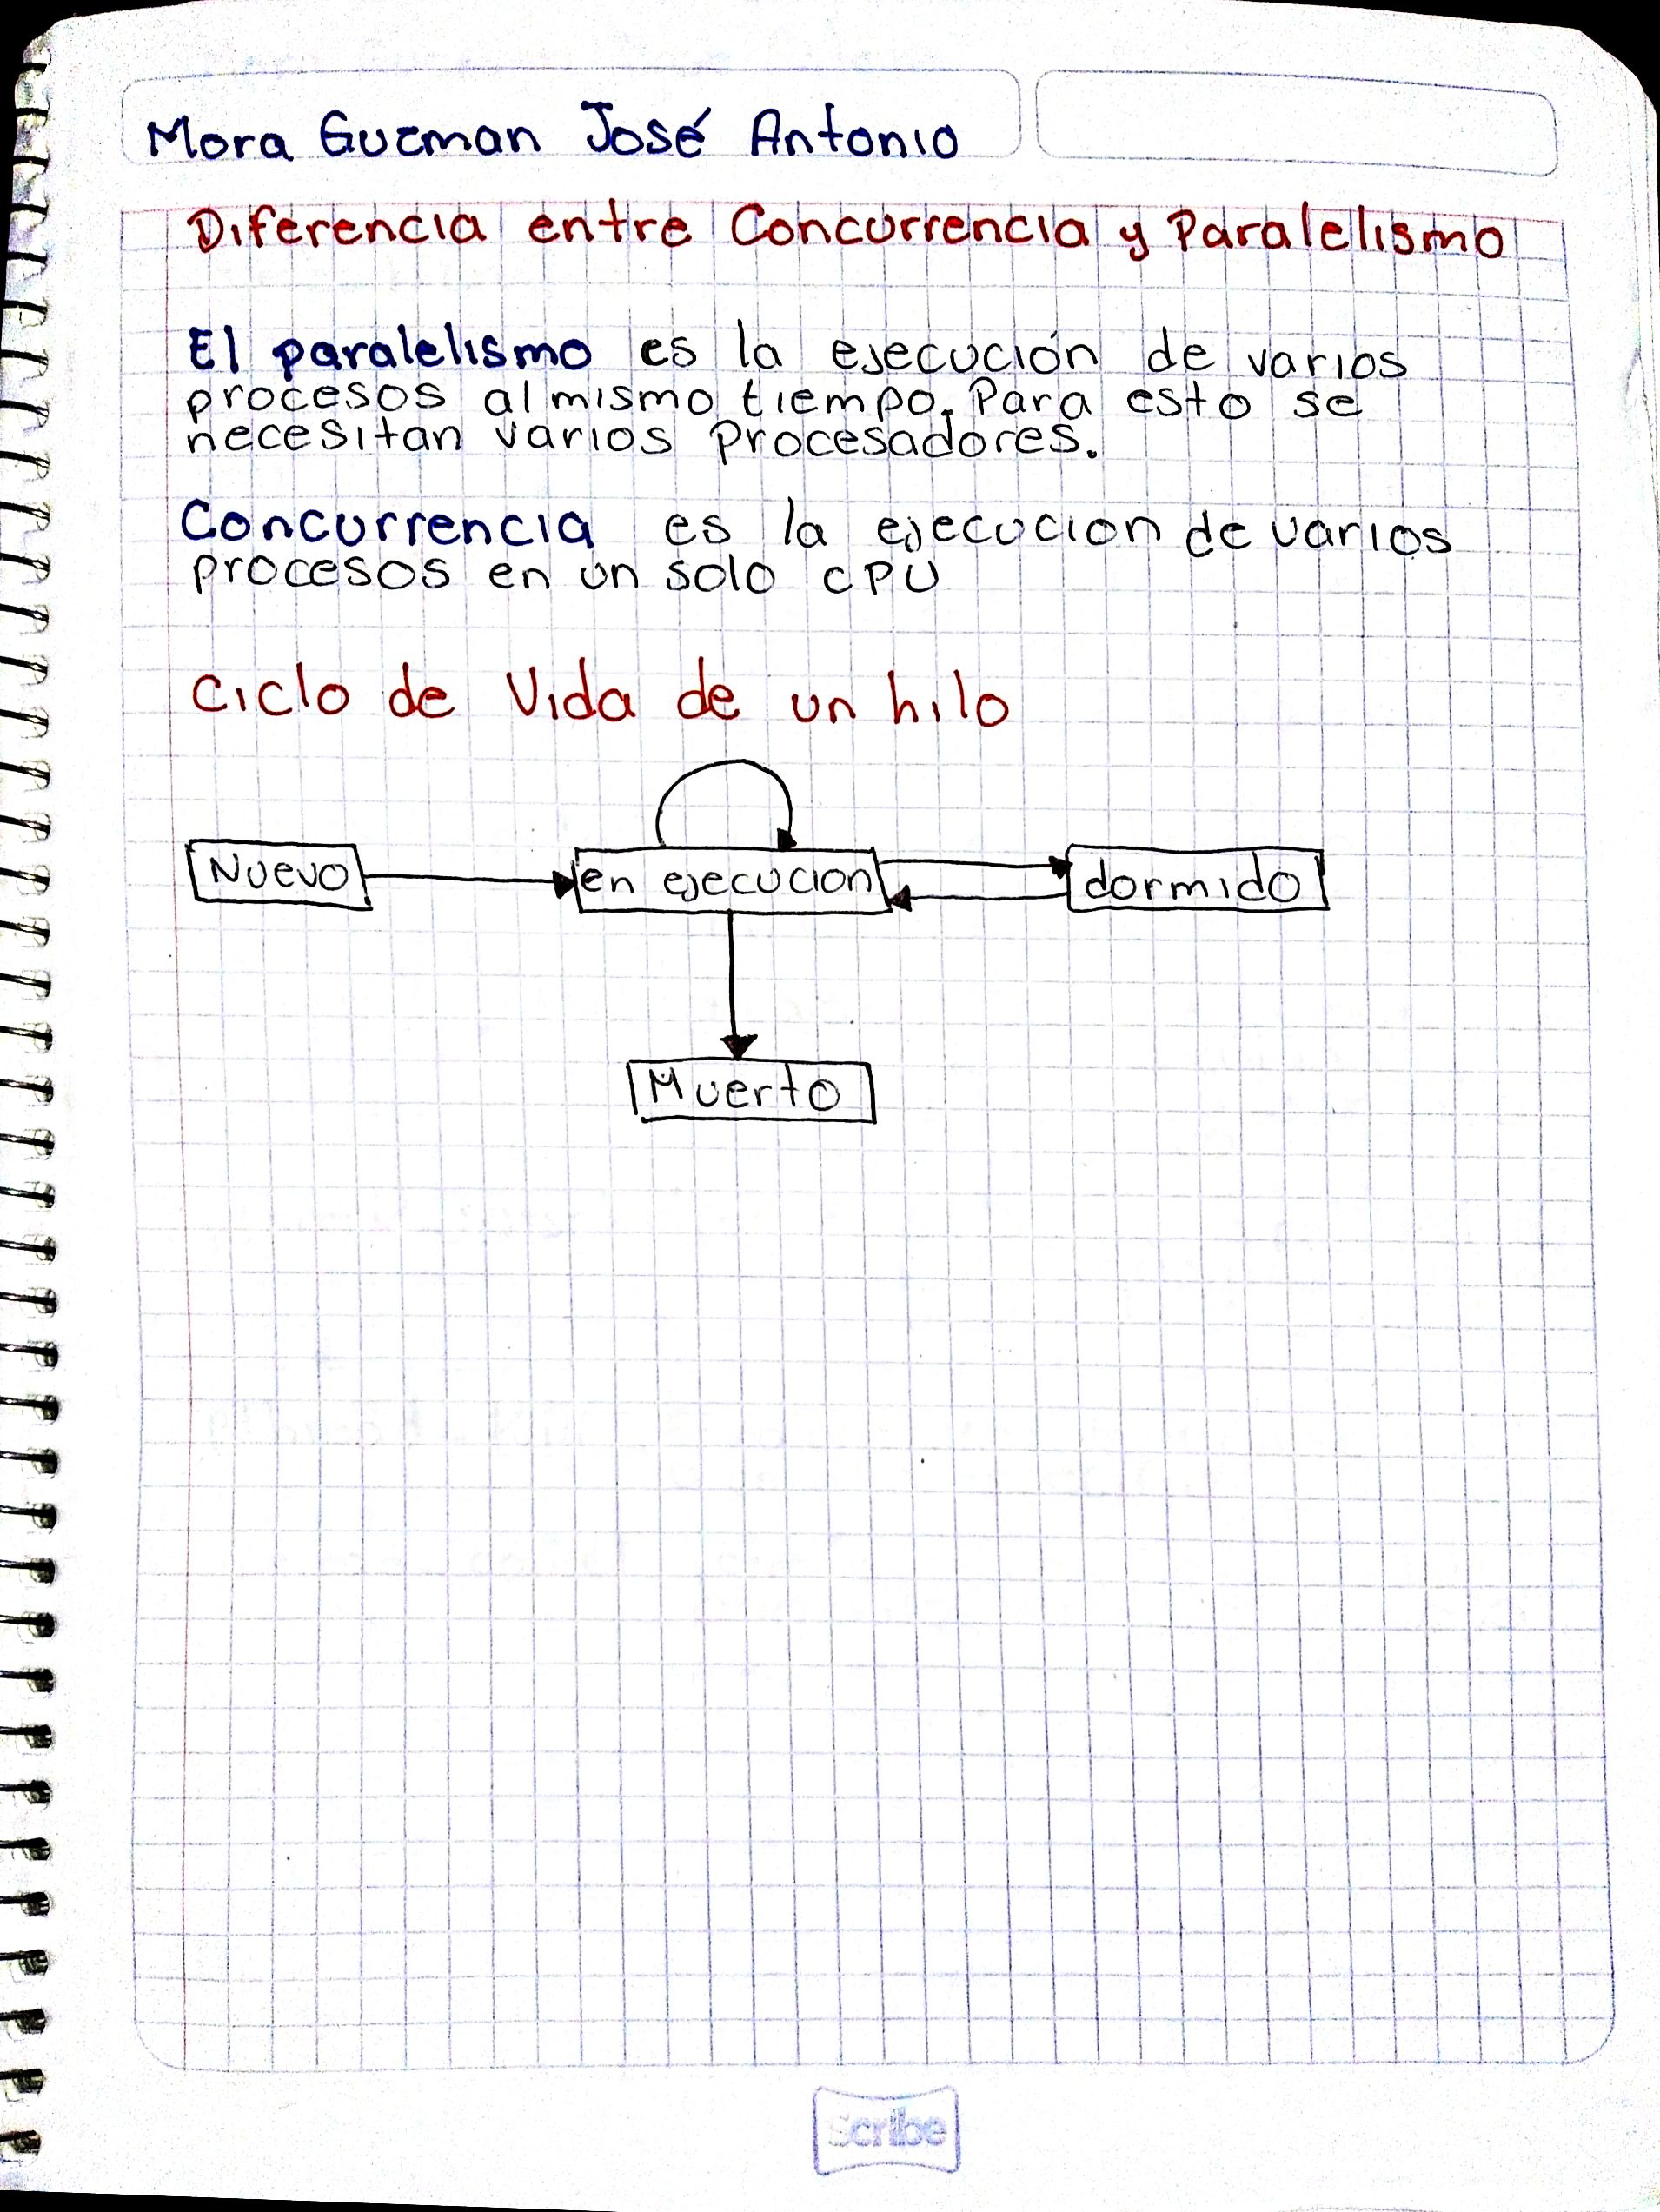 Mora Guzman José Antonio
Diferencia entre Concurrencia y Paralelismo
El paralelismo es la ejecución de varios
procesos al mismo tiempo. Para esto se
necesitan varios Procesadores.
Concurrencia es la ejecucion de varios
procesos en un solo CPU
Ciclo de Vida de un hilo
Nuevo en ejecucion dormido
Muerto
Scribe